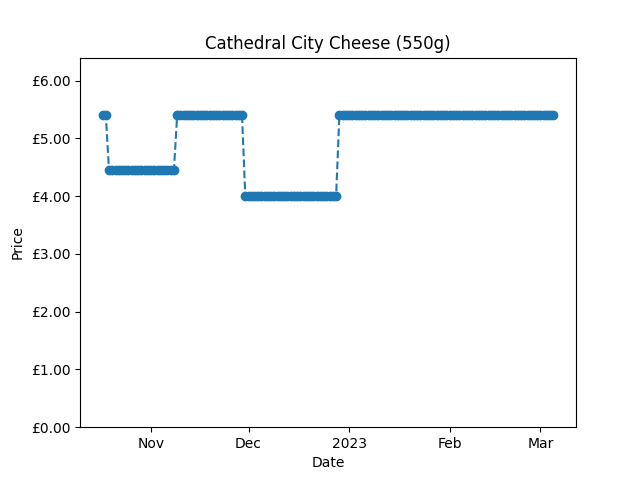 Cathedral City Cheese (550g)
£6.00
£5.00
£4.00
£3.00
£2.00
£1.00
£0.00
Price
Nov Dec 2023 Feb Mar
Date